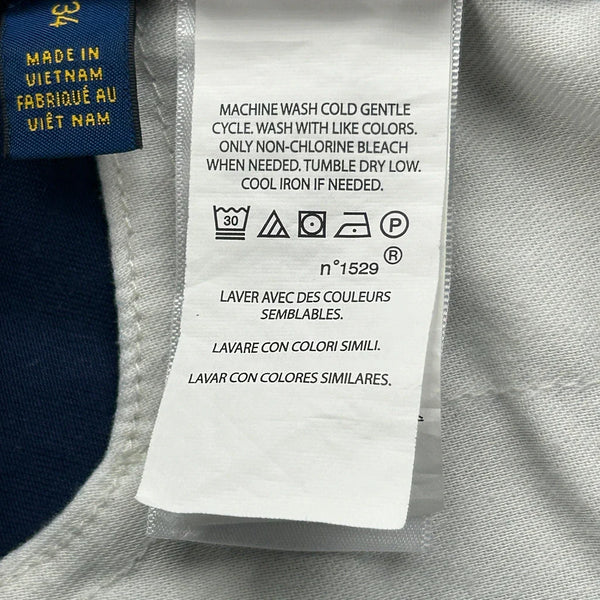 34
MADE IN
VIETNAM
FABRIQUÉ AU
VIÊT NAM
MACHINE WASH COLD GENTLE
CYCLE. WASH WITH LIKE COLORS.
ONLY NON-CHLORINE BLEACH
WHEN NEEDED. TUMBLE DRY LOW.
COOL IRON IF NEEDED.
30 P
®
n°1529
LAVER AVEC DES COULEURS
SEMBLABLES.
LAVARE CON COLORI SIMILI.
LAVAR CON COLORES SIMILARES.